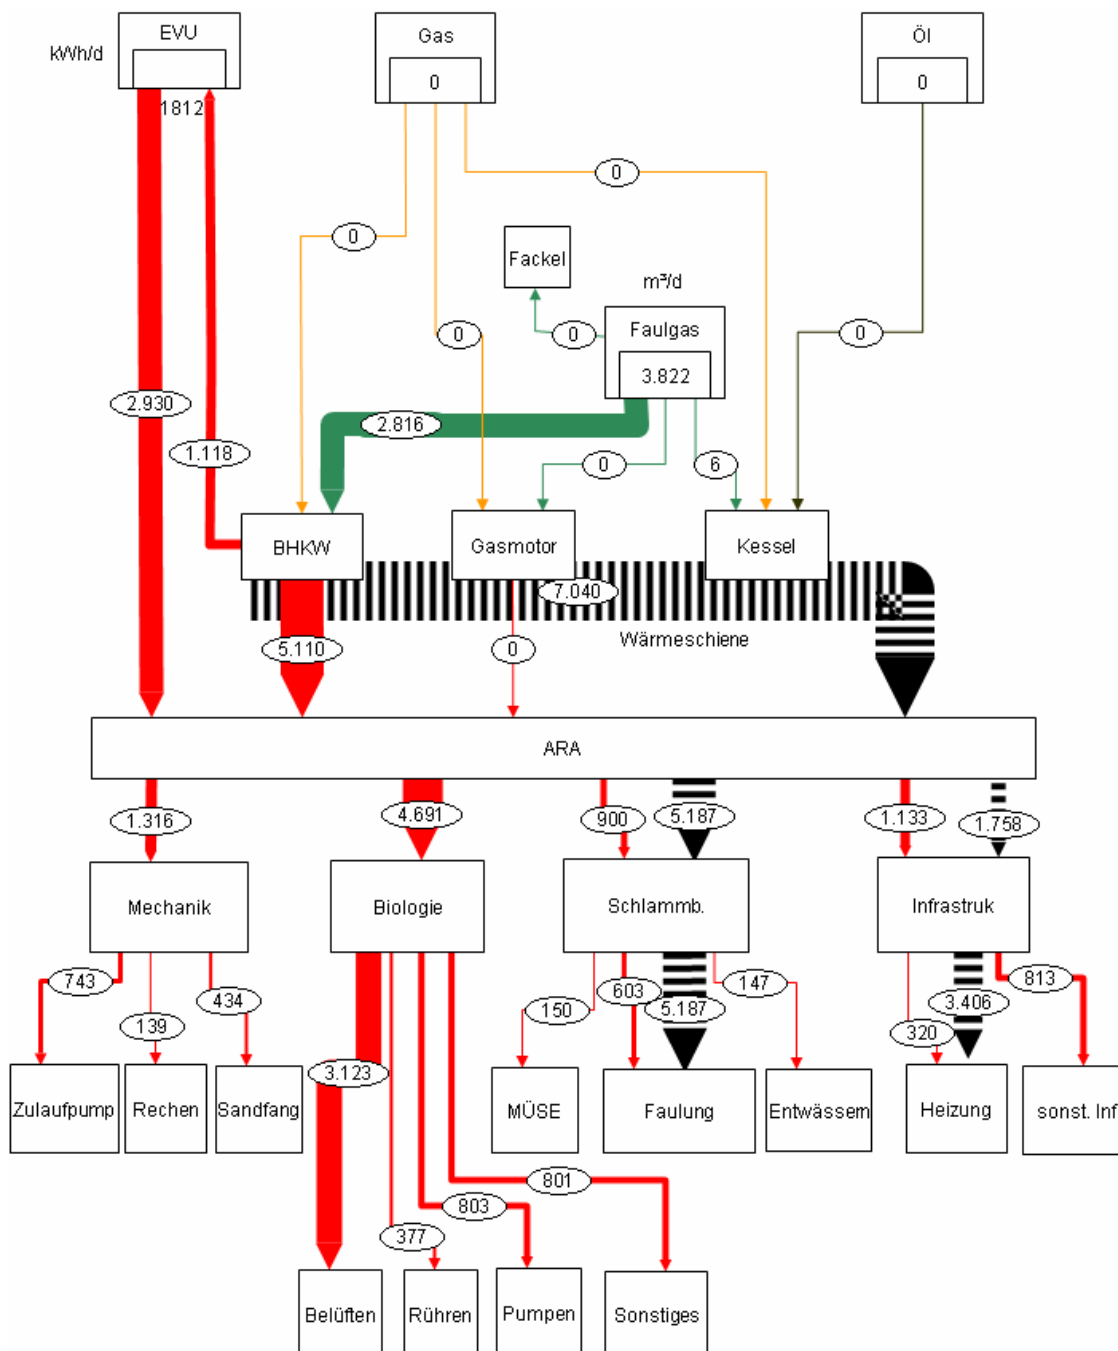 EVU
Gas
Öl
kWh/d
0
0
1812
0
0
Fackel
m³/d
0
0
0
Faulgas
3.822
2.930
2.816
1.118
0
6
BHKW
Gasmotor
Kessel
7.040
Wärmeschiene
5.110
0
ARA
1.316
4.691
900
5.187
1.133
1.758
Mechanik
Biologie
Schlammb.
Infrastruk
743
434
603
147
813
139
150
5.187
3.406
320
3.123
Zulaufpump
Rechen
Sandfang
MÜSE
Faulung
Entwässern
Heizung
sonst. Inf
801
803
377
Belüften
Rühren
Pumpen
Sonstiges